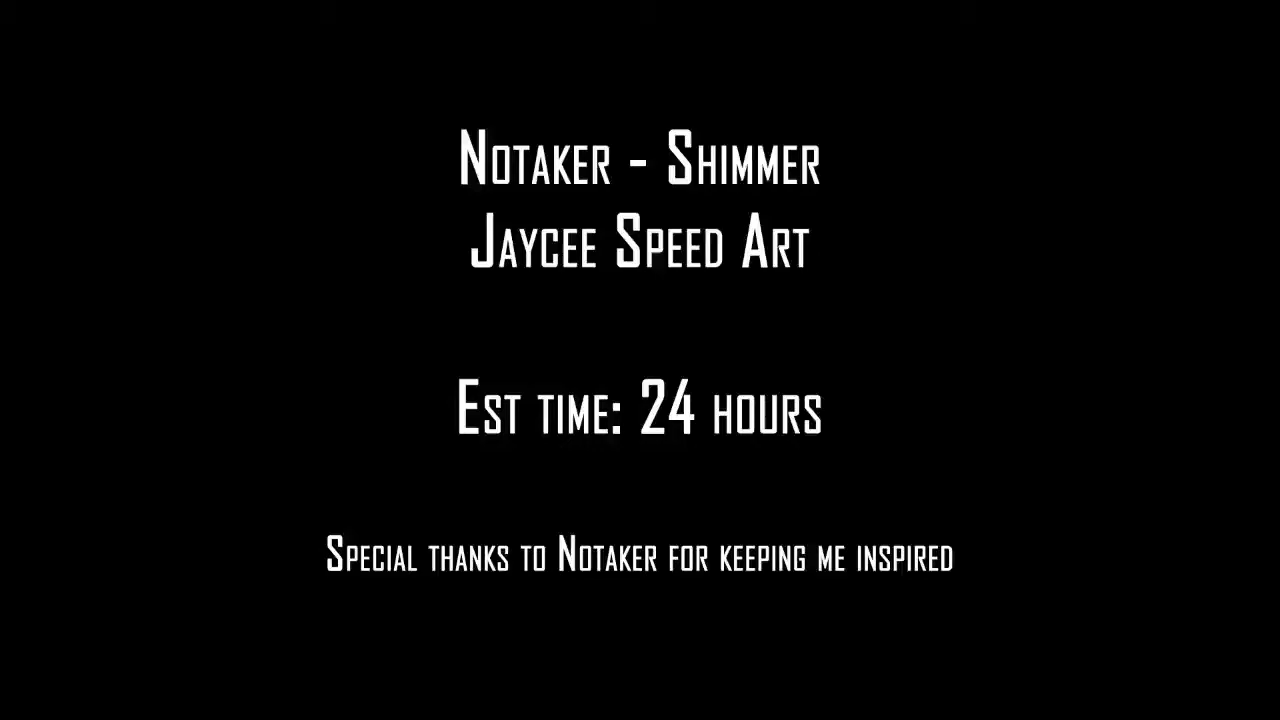 Notaker - Shimmer
Jaycee Speed Art
Est time: 24 hours
Special thanks to Notaker for keeping me inspired